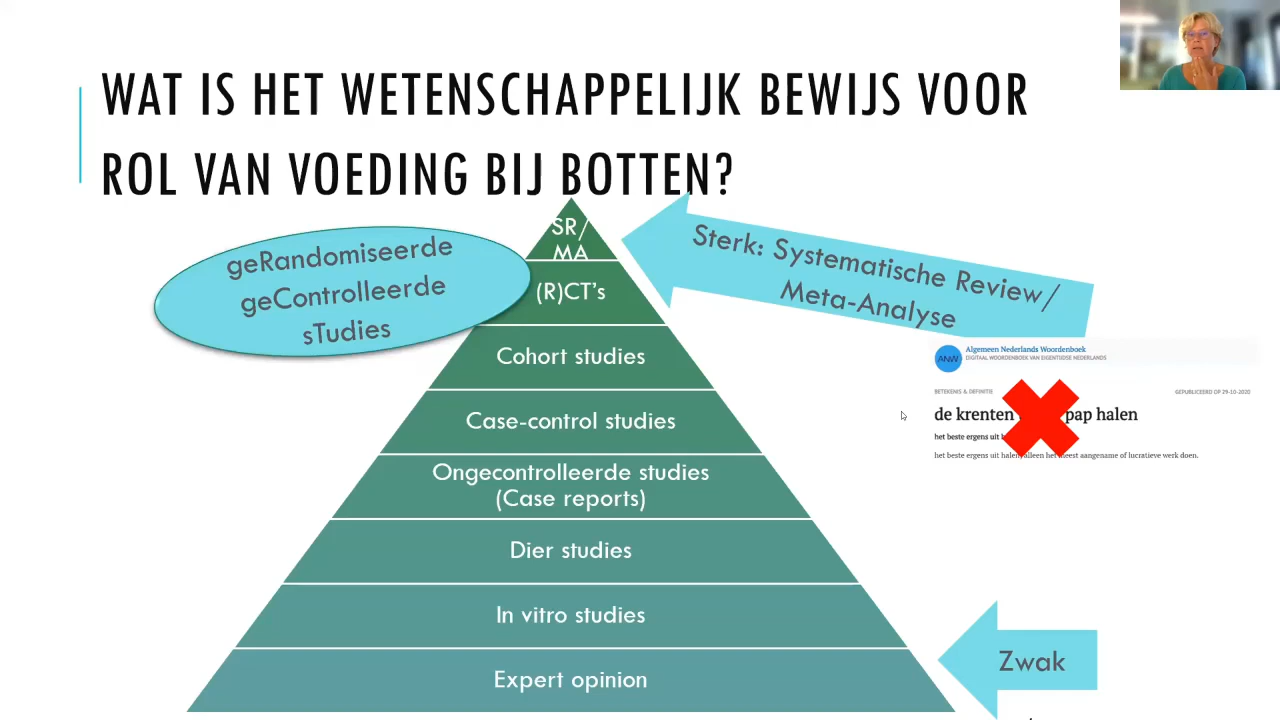 WAT IS HET WETENSCHAPPELIJK BEWIJS VOOR
ROL VAN VOEDING BIJ BOTTEN?
geRandomiseerde
geControlleerde
sTudies
SR/
MA
(R)CT's
Cohort studies
Case-control studies
Ongecontrolleerde studies
(Case reports)
Dier studies
In vitro studies
Expert opinion
Sterk: Systematische Review/
Meta-Analyse
ANW
Algemeen Nederlands Woordenboek
DIGITAAL WOORDENBOEK VAN EIGENTIJDSE NEDERLANDS
BETEKENIS & DEFINITIE
GEPUBLICEERD OP 29-10-2020
de krenten pap halen
het beste ergens uit
het beste ergens uit halen, alleen het meest aangename of lucratieve werk doen.
Zwak